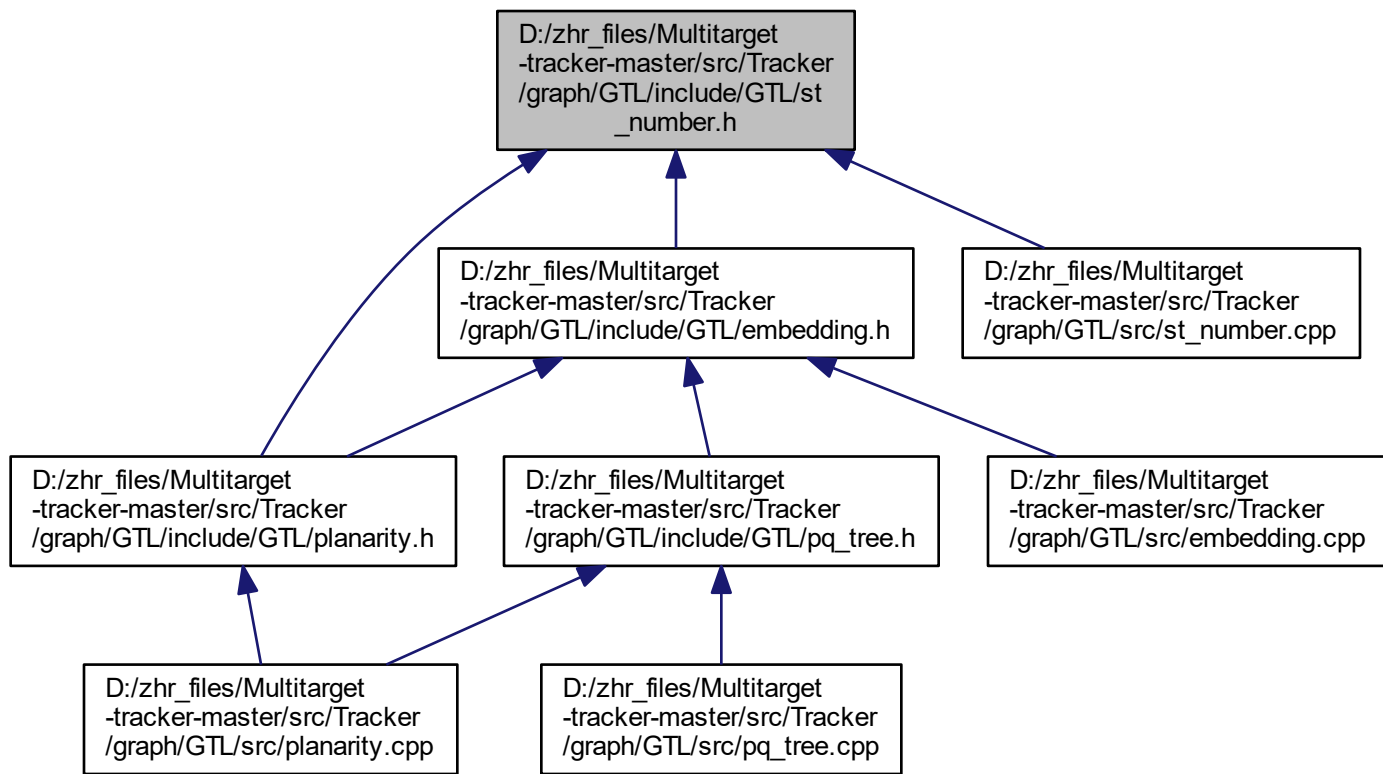 D:/zhr_files/Multitarget
-tracker-master/src/Tracker
/graph/GTL/include/GTL/st
_number.h
D:/zhr_files/Multitarget
-tracker-master/src/Tracker
/graph/GTL/include/GTL/embedding.h
D:/zhr_files/Multitarget
-tracker-master/src/Tracker
/graph/GTL/src/st_number.cpp
D:/zhr_files/Multitarget
-tracker-master/src/Tracker
/graph/GTL/include/GTL/planarity.h
D:/zhr_files/Multitarget
-tracker-master/src/Tracker
/graph/GTL/include/GTL/pq_tree.h
D:/zhr_files/Multitarget
-tracker-master/src/Tracker
/graph/GTL/src/embedding.cpp
D:/zhr_files/Multitarget
-tracker-master/src/Tracker
/graph/GTL/src/planarity.cpp
D:/zhr_files/Multitarget
-tracker-master/src/Tracker
/graph/GTL/src/pq_tree.cpp